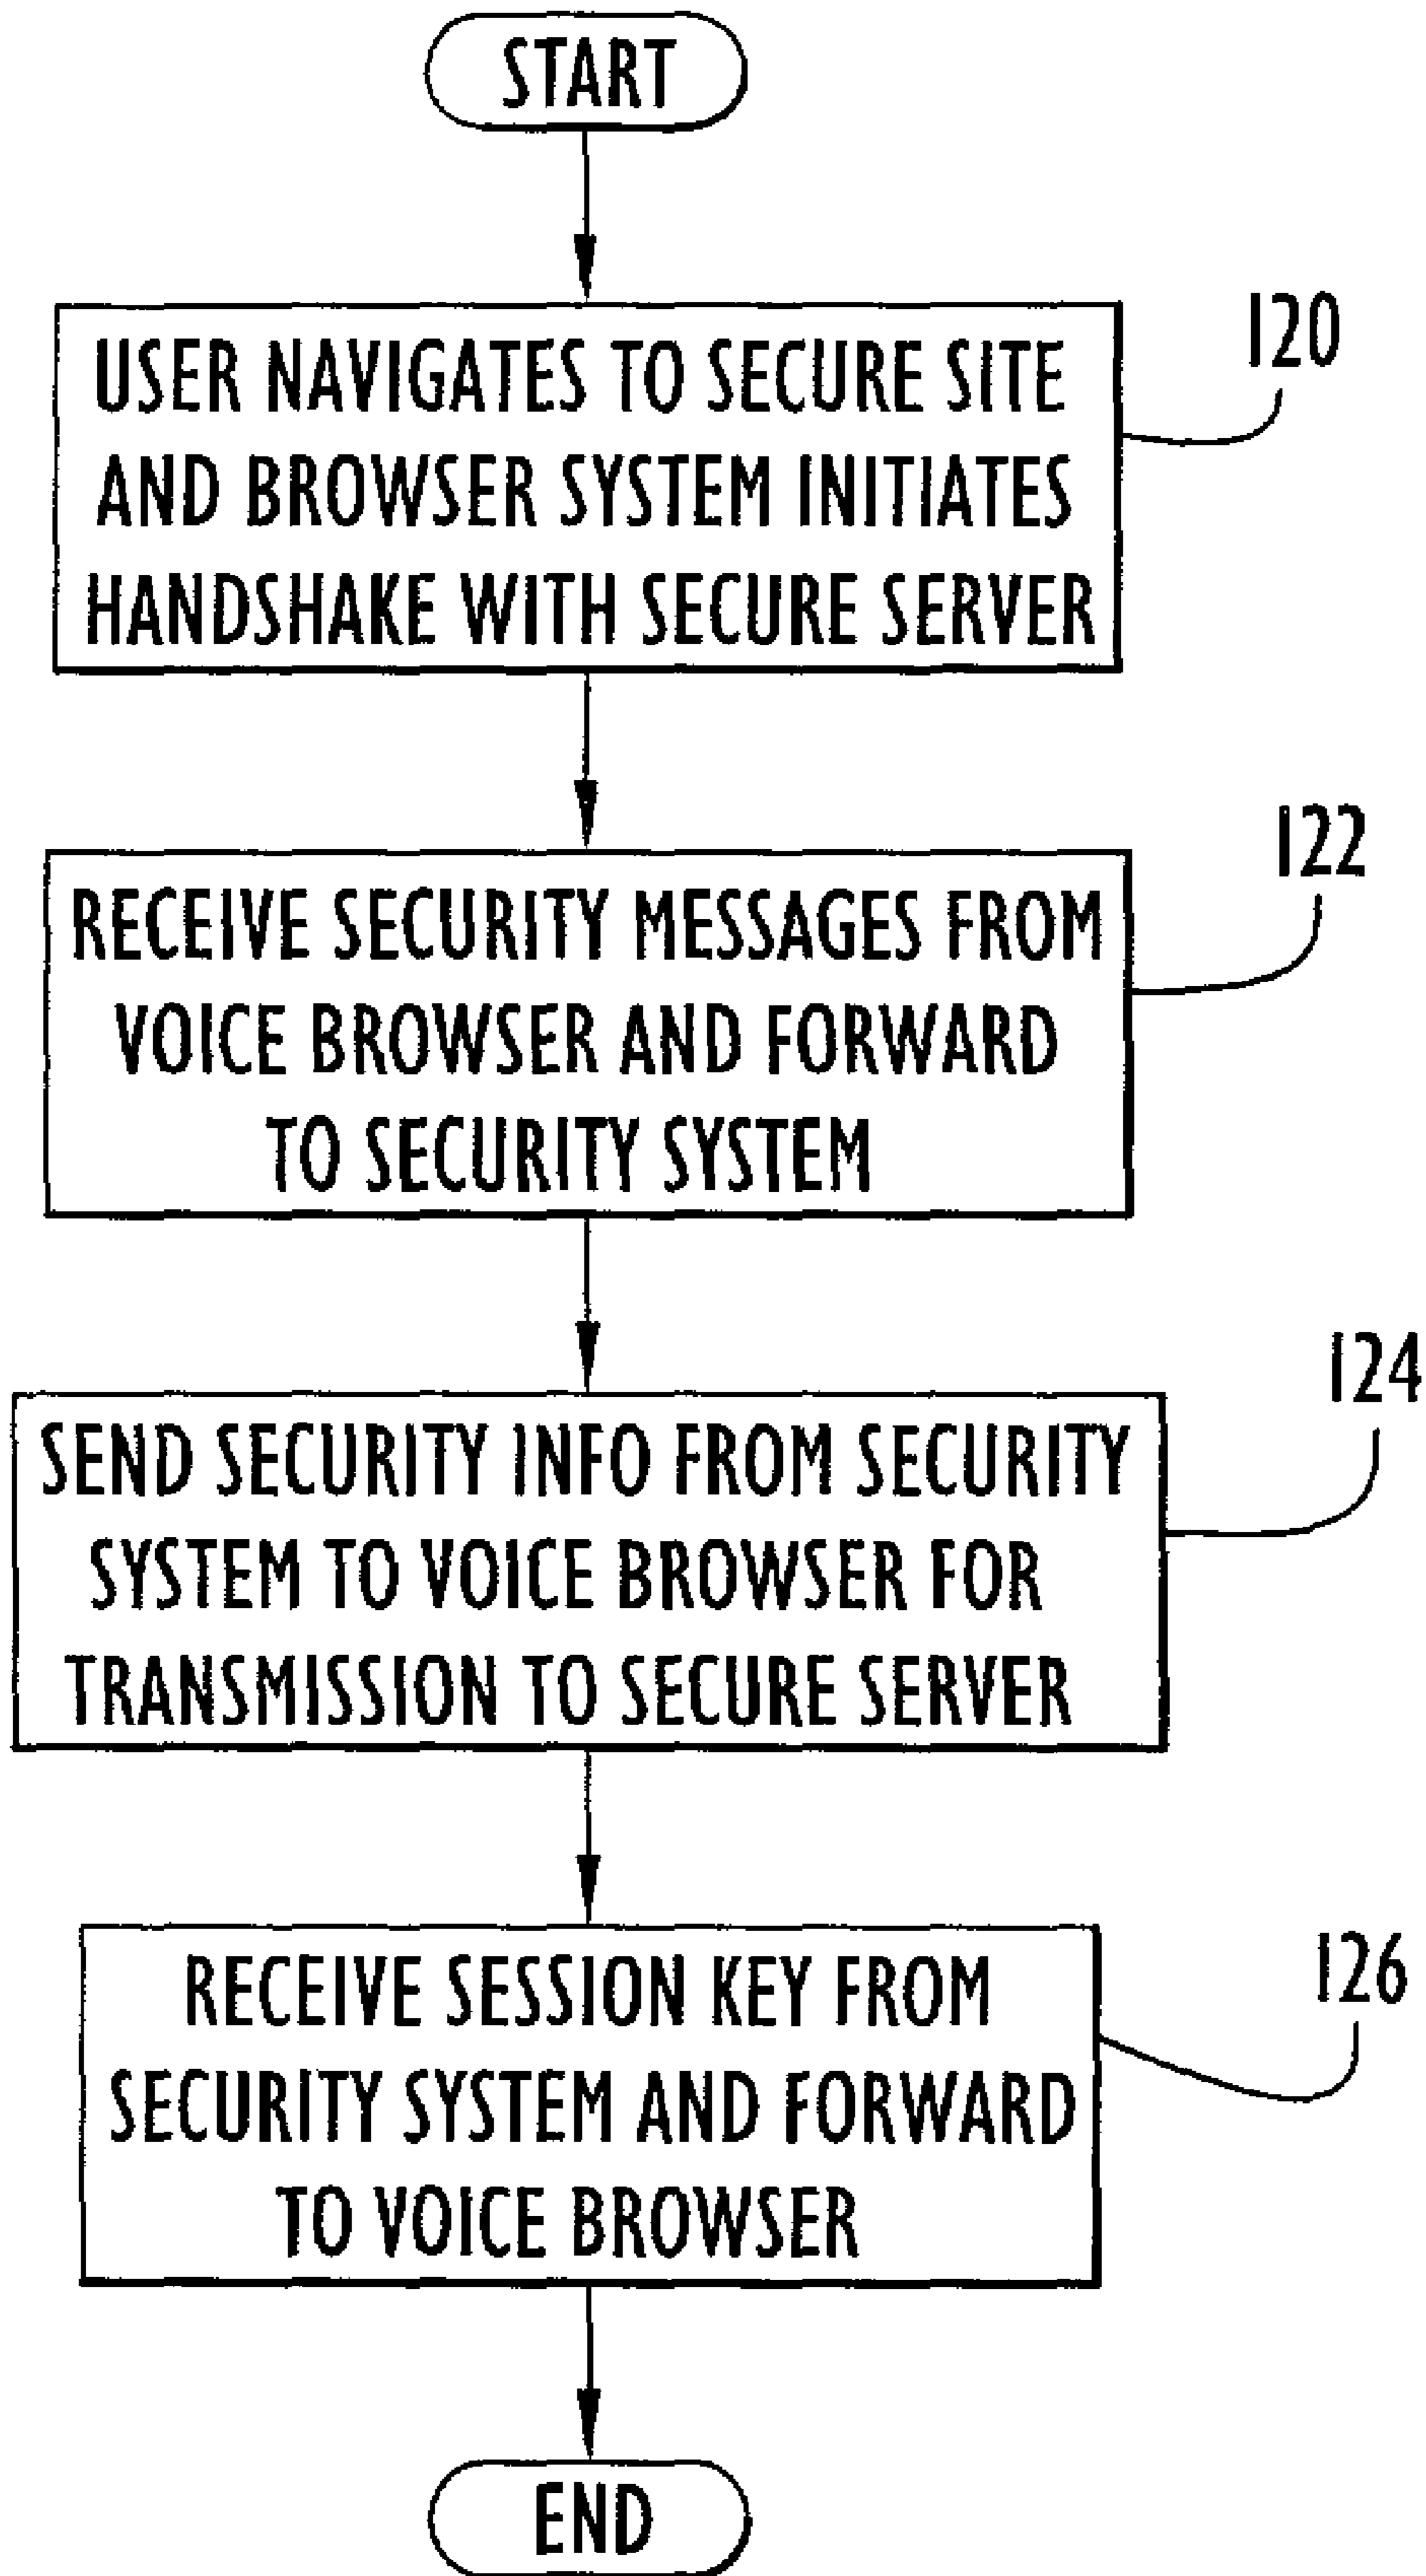 START
USER NAVIGATES TO SECURE SITE
AND BROWSER SYSTEM INITIATES
HANDSHAKE WITH SECURE SERVER
120
RECEIVE SECURITY MESSAGES FROM
VOICE BROWSER AND FORWARD
TO SECURITY SYSTEM
122
SEND SECURITY INFO FROM SECURITY
SYSTEM TO VOICE BROWSER FOR
TRANSMISSION TO SECURE SERVER
124
RECEIVE SESSION KEY FROM
SECURITY SYSTEM AND FORWARD
TO VOICE BROWSER
126
END